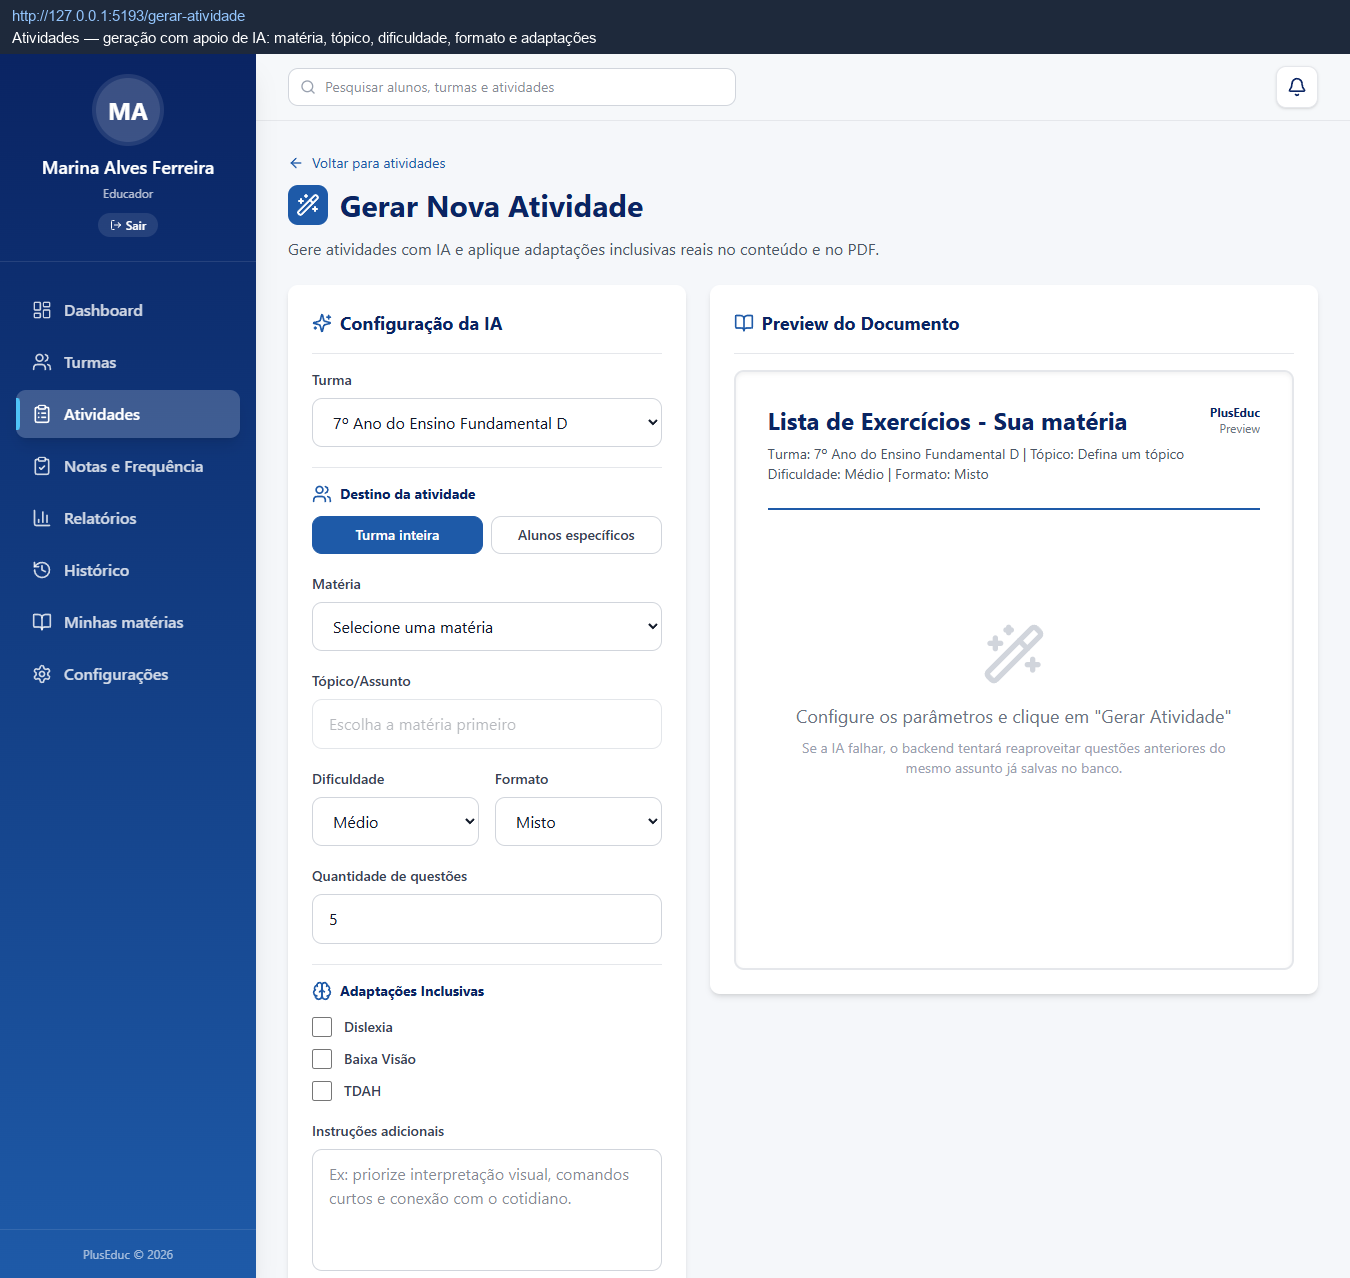 http://127.0.0.1:5193/gerar-atividade
Atividades — geração com apoio de IA: matéria, tópico, dificuldade, formato e adaptações
MA
Marina Alves Ferreira
Educador
Sair
Dashboard
Turmas
Atividades
Notas e Frequência
Relatórios
Histórico
Minhas matérias
Configurações
PlusEduc © 2026
Pesquisar alunos, turmas e atividades
Voltar para atividades
Gerar Nova Atividade
Gere atividades com IA e aplique adaptações inclusivas reais no conteúdo e no PDF.
Configuração da IA
Turma
7º Ano do Ensino Fundamental D
Destino da atividade
Turma inteira
Alunos específicos
Matéria
Selecione uma matéria
Tópico/Assunto
Escolha a matéria primeiro
Dificuldade
Formato
Médio
Misto
Quantidade de questões
5
Adaptações Inclusivas
Dislexia
Baixa Visão
TDAH
Instruções adicionais
Ex: priorize interpretação visual, comandos
curtos e conexão com o cotidiano.
Preview do Documento
Lista de Exercícios - Sua matéria
PlusEduc
Preview
Turma: 7º Ano do Ensino Fundamental D | Tópico: Defina um tópico
Dificuldade: Médio | Formato: Misto
Configure os parâmetros e clique em "Gerar Atividade"
Se a IA falhar, o backend tentará reaproveitar questões anteriores do
mesmo assunto já salvas no banco.